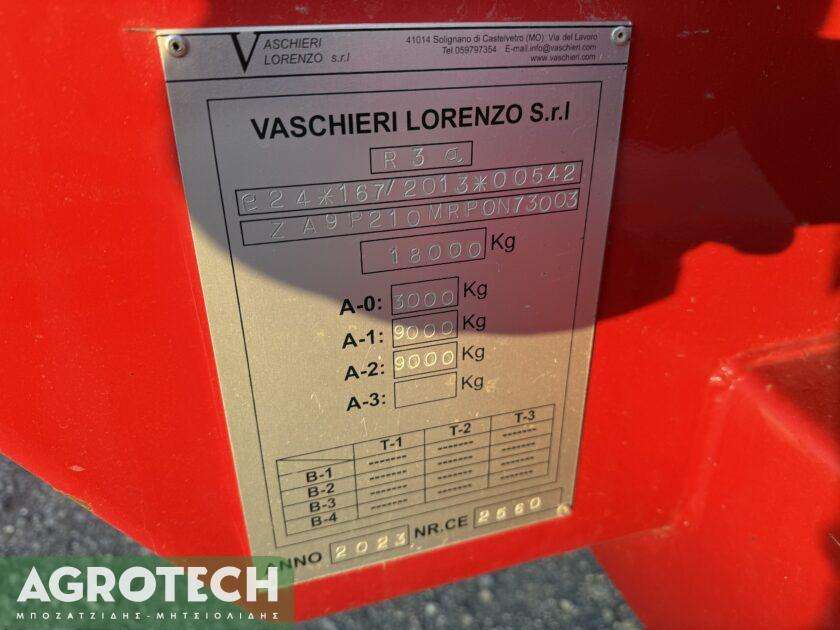 VASCHIERI
LORENZO s.r.l
41014 Solignano di Castelvetro (MO) Via del Lavoro
Tel 059797354 E-mail.info@vaschieri.com
www.vaschieri.com
VASCHIERI LORENZO S.r.l
R3a
e24*167/2013*00542
ZA9P210MRPON73003
18000 Kg
A-0: 3000 Kg
A-1: 9000 Kg
A-2: 9000 Kg
A-3: Kg
T-1 T-2 T-3
B-1 ------- ------- -------
B-2 ------- ------- -------
B-3 ------- ------- -------
B-4 ------- ------- -------
ANNO 2023 NR.CE 2560
AGROTECH
ΜΠΟΖΑΤΖΙΔΗΣ-ΜΗΤΣΙΟΛΙΔΗΣ